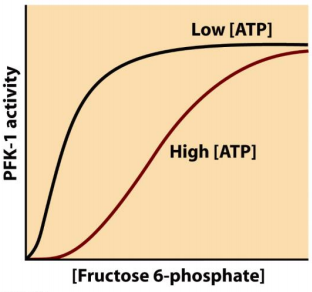 Low [ATP]
PFK-1 activity
High [ATP]
[Fructose 6-phosphate]